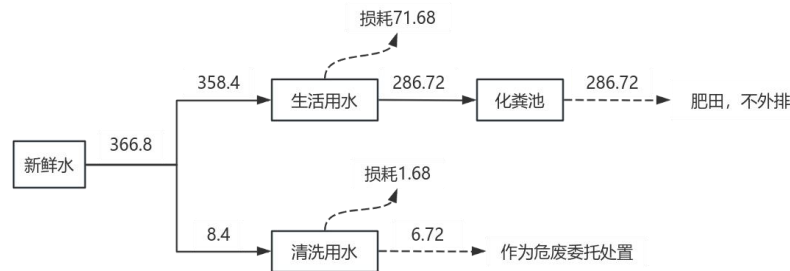 损耗71.68
358.4
生活用水
286.72
化粪池
286.72
肥田，不外排
新鲜水
366.8
损耗1.68
8.4
清洗用水
6.72
作为危废委托处置